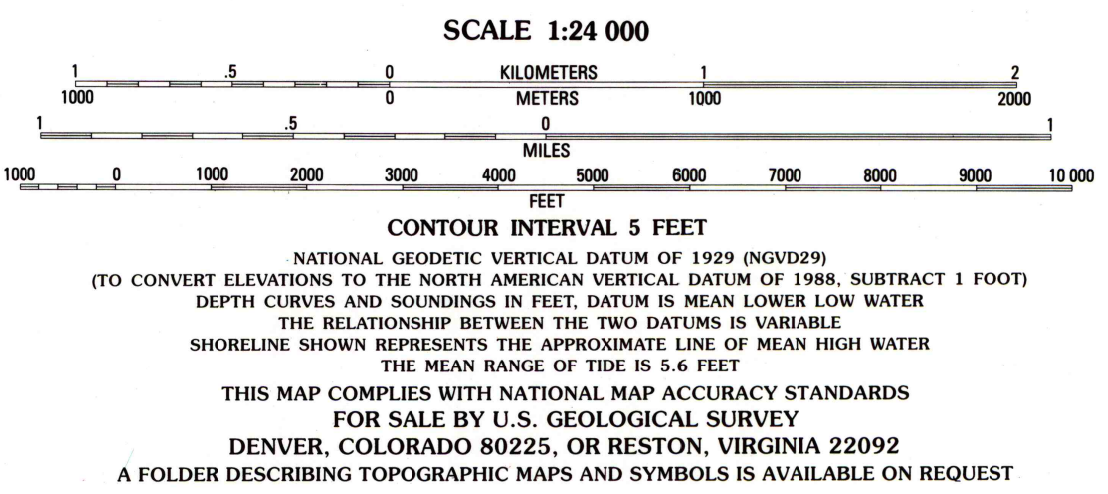 SCALE 1:24 000
1 .5 0 KILOMETERS 1 2
1000 0 METERS 1000 2000
1 .5 0 1
MILES
1000 0 1000 2000 3000 4000 5000 6000 7000 8000 9000 10 000
FEET
CONTOUR INTERVAL 5 FEET
NATIONAL GEODETIC VERTICAL DATUM OF 1929 (NGVD29)
(TO CONVERT ELEVATIONS TO THE NORTH AMERICAN VERTICAL DATUM OF 1988, SUBTRACT 1 FOOT)
DEPTH CURVES AND SOUNDINGS IN FEET, DATUM IS MEAN LOWER LOW WATER
THE RELATIONSHIP BETWEEN THE TWO DATUMS IS VARIABLE
SHORELINE SHOWN REPRESENTS THE APPROXIMATE LINE OF MEAN HIGH WATER
THE MEAN RANGE OF TIDE IS 5.6 FEET
THIS MAP COMPLIES WITH NATIONAL MAP ACCURACY STANDARDS
FOR SALE BY U.S. GEOLOGICAL SURVEY
DENVER, COLORADO 80225, OR RESTON, VIRGINIA 22092
A FOLDER DESCRIBING TOPOGRAPHIC MAPS AND SYMBOLS IS AVAILABLE ON REQUEST